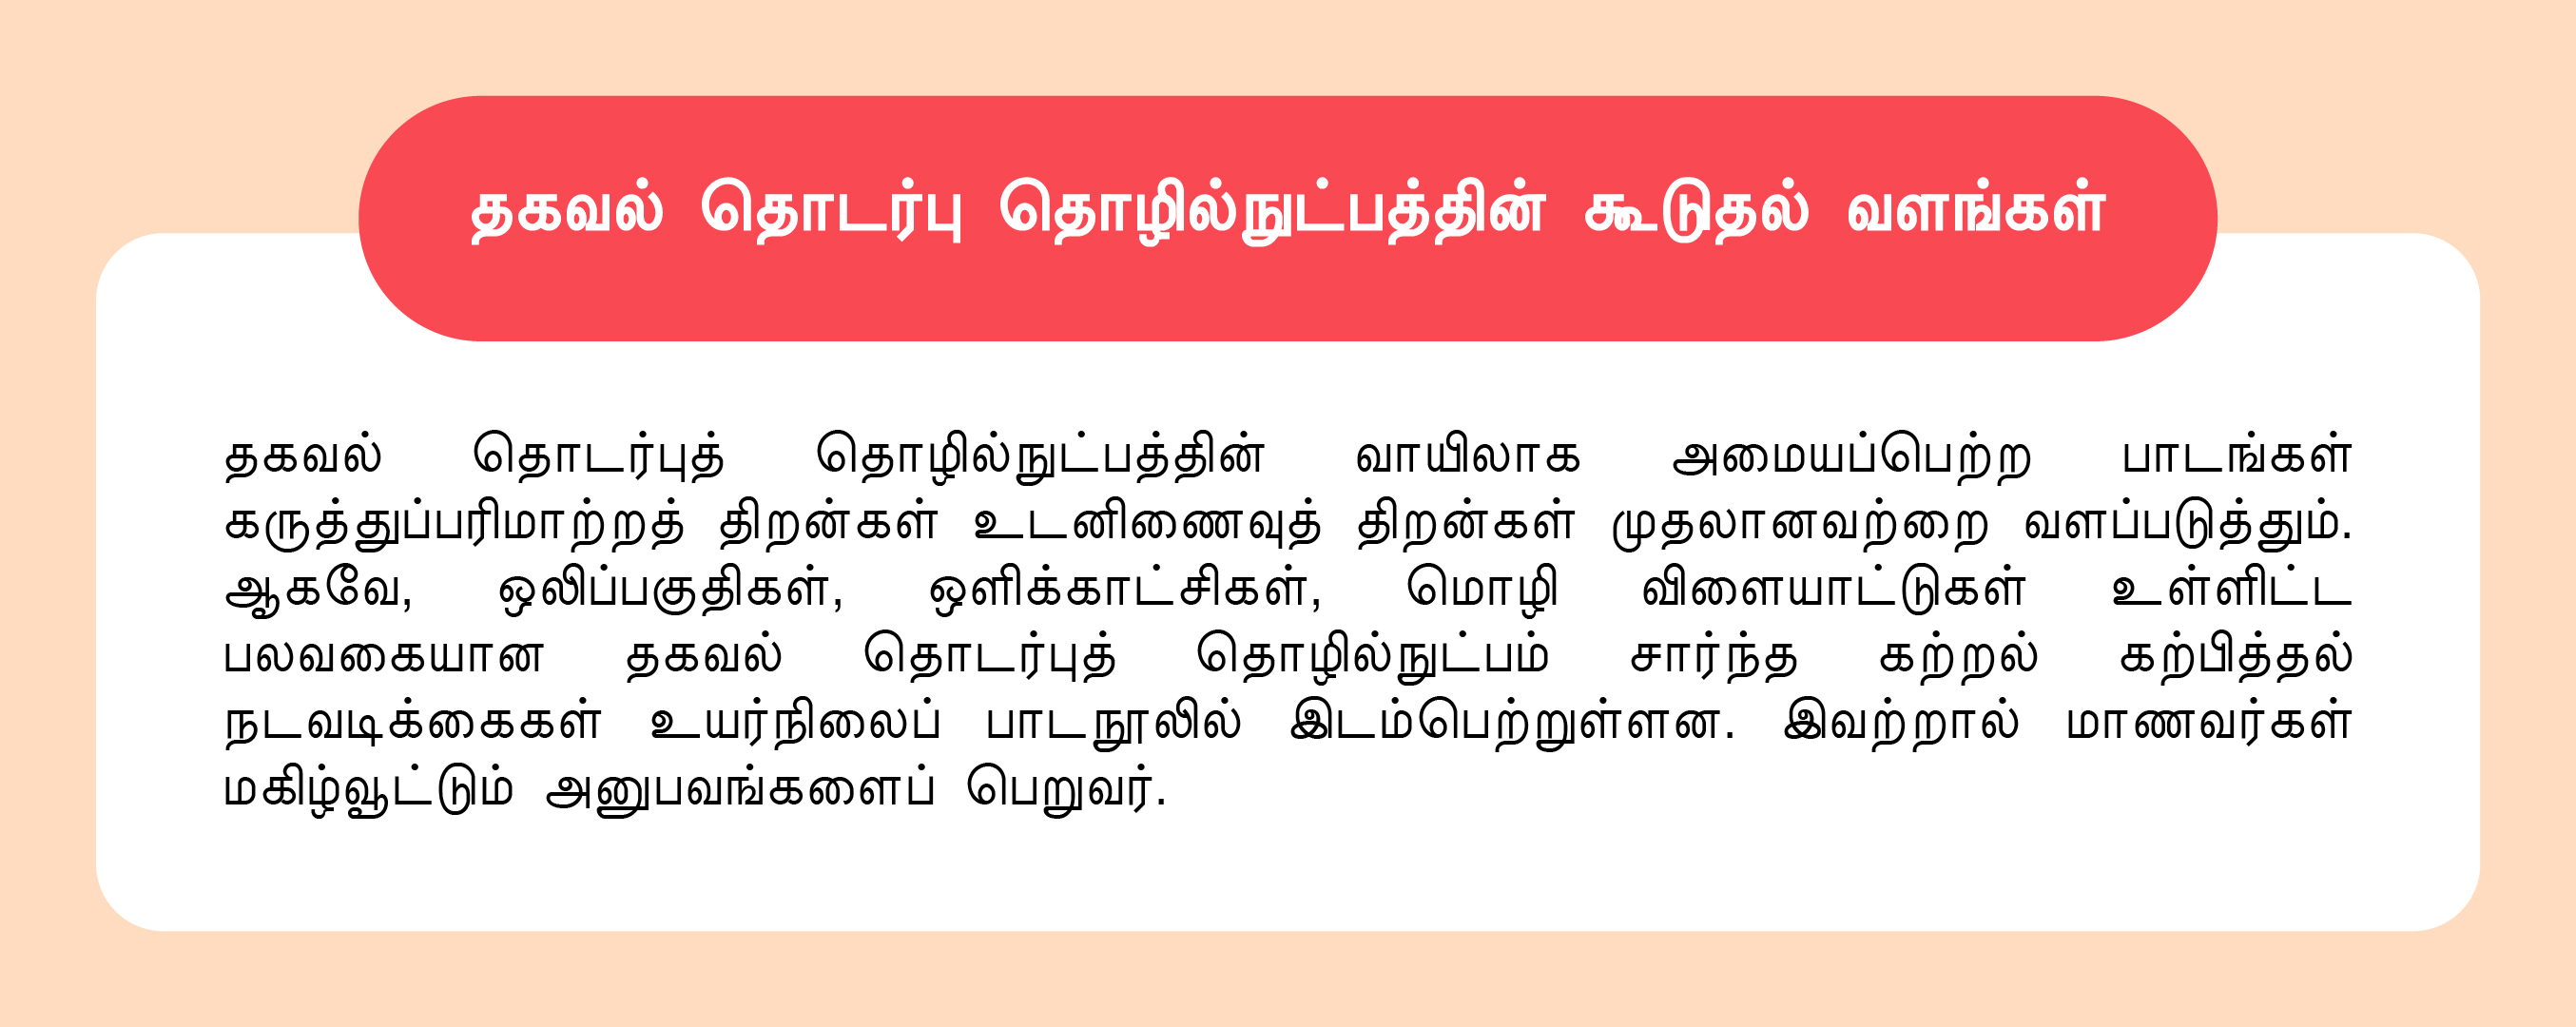 தகவல் தொடர்பு தொழில்நுட்பத்தின் கூடுதல் வளங்கள்
தகவல் தொடர்புத் தொழில்நுட்பத்தின் வாயிலாக அமையப்பெற்ற பாடங்கள்
கருத்துப்பரிமாற்றத் திறன்கள் உடனிணைவுத் திறன்கள் முதலானவற்றை வளப்படுத்தும்.
ஆகவே, ஒலிப்பகுதிகள், ஒளிக்காட்சிகள், மொழி விளையாட்டுகள் உள்ளிட்ட
பலவகையான தகவல் தொடர்புத் தொழில்நுட்பம் சார்ந்த கற்றல் கற்பித்தல்
நடவடிக்கைகள் உயர்நிலைப் பாடநூலில் இடம்பெற்றுள்ளன. இவற்றால் மாணவர்கள்
மகிழ்வூட்டும் அனுபவங்களைப் பெறுவர்.